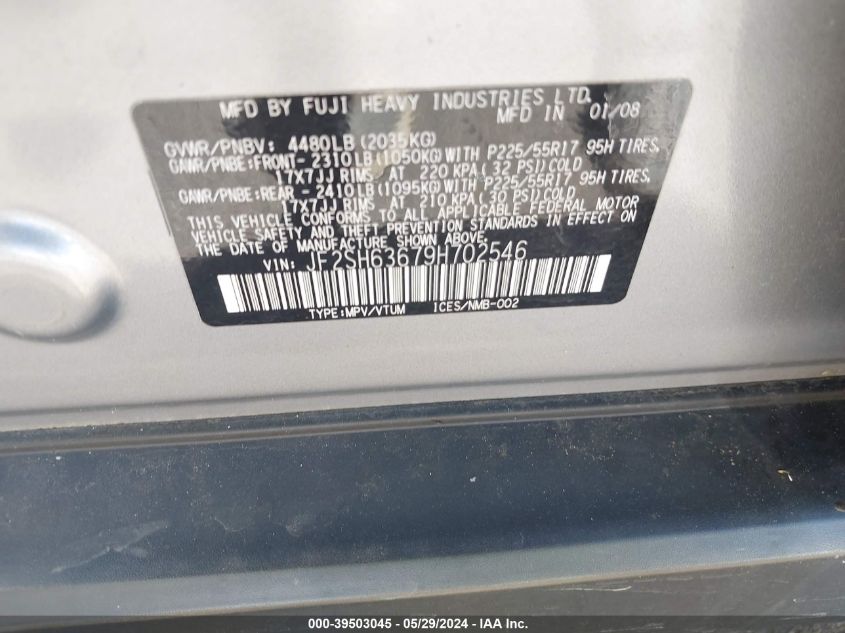 MFD BY FUJI HEAVY INDUSTRIES LTD.
MFD IN 01/08
GVWR/PNBV: 4480LB(2035KG)
GAWR/PNBE:FRONT-2310LB(1050KG)WITH P225/55R17 95H TIRES,
17X7JJ RIMS AT 220 KPA(32 PSI)COLD
GAWR/PNBE:REAR -2410LB(1095KG)WITH P225/55R17 95H TIRES,
17X7JJ RIMS AT 210 KPA(30 PSI)COLD
THIS VEHICLE CONFORMS TO ALL APPLICABLE FEDERAL MOTOR
VEHICLE SAFETY AND THEFT PREVENTION STANDARDS IN EFFECT ON
THE DATE OF MANUFACTURE SHOWN ABOVE.
VIN: JF2SH63679H702546
TYPE:MPV/VTUM ICES/NMB-002
000-39503045 - 05/29/2024 - IAA Inc.